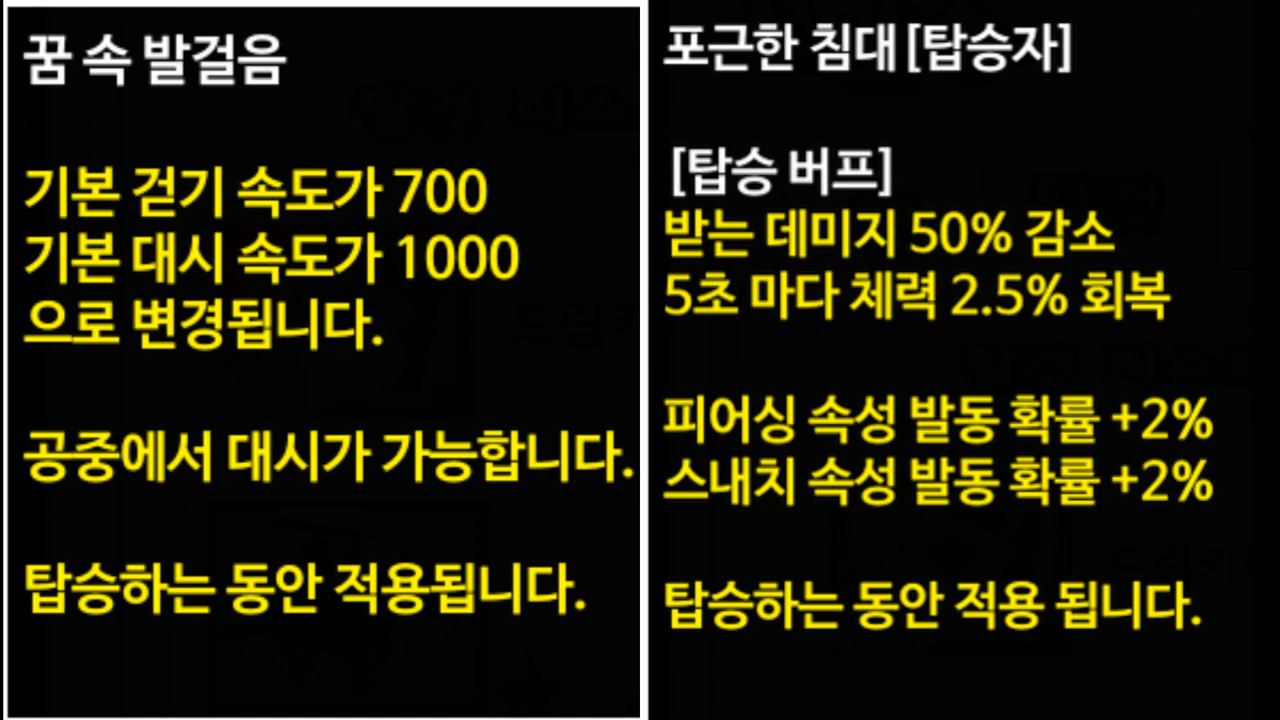 꿈 속 발걸음
기본 걷기 속도가 700
기본 대시 속도가 1000
으로 변경됩니다.
공중에서 대시가 가능합니다.
탑승하는 동안 적용됩니다.
포근한 침대 [탑승자]
[탑승 버프]
받는 데미지 50% 감소
5초 마다 체력 2.5% 회복
피어싱 속성 발동 확률 +2%
스내치 속성 발동 확률 +2%
탑승하는 동안 적용 됩니다.